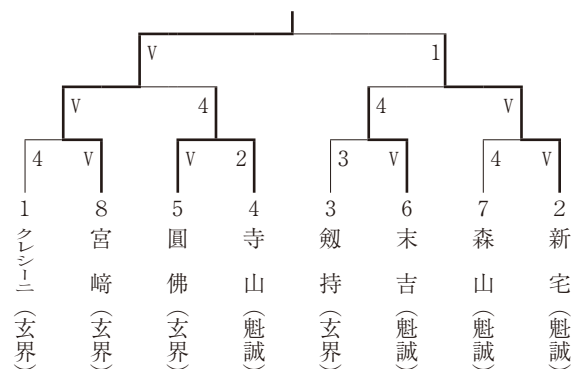 V 1
V 4 4 V
4 V V 2 3 V 4 V
1 クレシーニ (玄界)
8 宮﨑 (玄界)
5 圓佛 (玄界)
4 寺山 (魁誠)
3 剱持 (玄界)
6 末吉 (魁誠)
7 森山 (魁誠)
2 新宅 (魁誠)